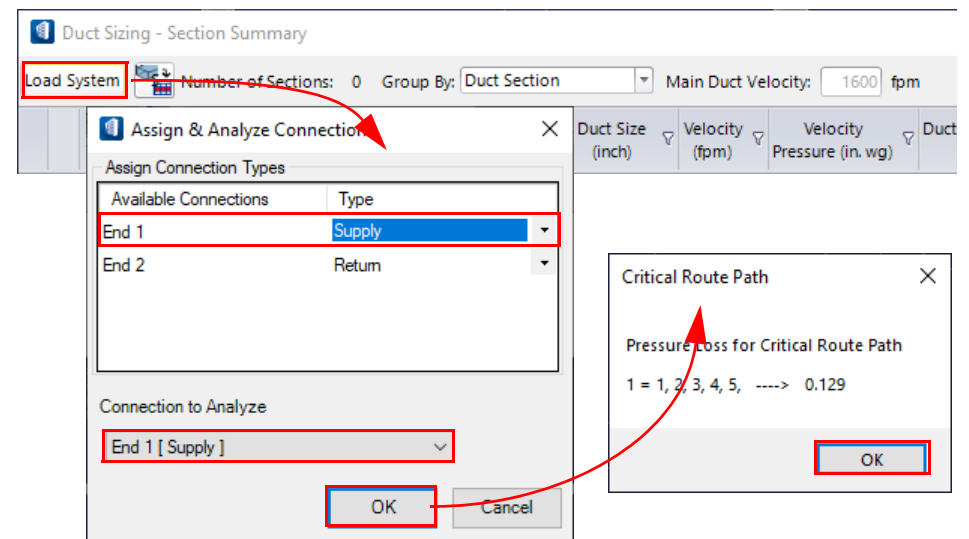 Duct Sizing - Section Summary
Load System Number of Sections: 0 Group By: Duct Section Main Duct Velocity: 1600 fpm
Assign & Analyze Connection
Duct Size (inch)
Velocity (fpm)
Velocity Pressure (in. wg)
Duct
Assign Connection Types
Available Connections Type
End 1 Supply
End 2 Return
Connection to Analyze
End 1 [ Supply ]
OK Cancel
Critical Route Path
Pressure Loss for Critical Route Path
1 = 1, 2, 3, 4, 5, ----> 0.129
OK